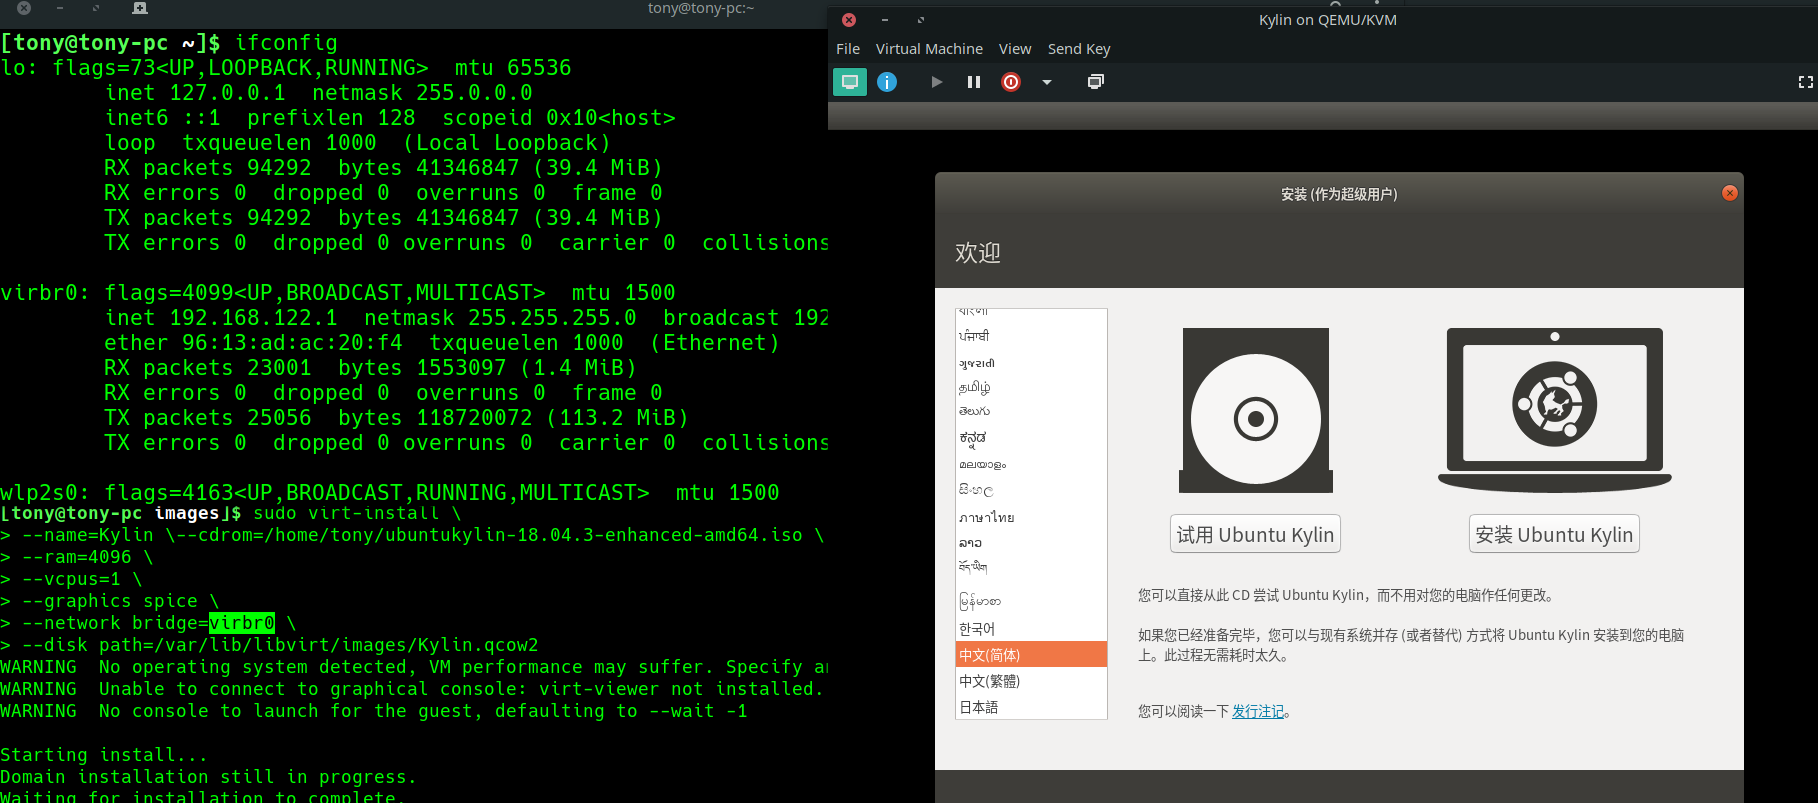 tony@tony-pc:~
[tony@tony-pc ~]$ ifconfig
lo: flags=73<UP,LOOPBACK,RUNNING>  mtu 65536
inet 127.0.0.1  netmask 255.0.0.0
inet6 ::1  prefixlen 128  scopeid 0x10<host>
loop  txqueuelen 1000  (Local Loopback)
RX packets 94292  bytes 41346847 (39.4 MiB)
RX errors 0  dropped 0  overruns 0  frame 0
TX packets 94292  bytes 41346847 (39.4 MiB)
TX errors 0  dropped 0 overruns 0  carrier 0  collisions
virbr0: flags=4099<UP,BROADCAST,MULTICAST>  mtu 1500
inet 192.168.122.1  netmask 255.255.255.0  broadcast 192
ether 96:13:ad:ac:20:f4  txqueuelen 1000  (Ethernet)
RX packets 23001  bytes 1553097 (1.4 MiB)
RX errors 0  dropped 0  overruns 0  frame 0
TX packets 25056  bytes 118720072 (113.2 MiB)
TX errors 0  dropped 0 overruns 0  carrier 0  collisions
wlp2s0: flags=4163<UP,BROADCAST,RUNNING,MULTICAST>  mtu 1500
[tony@tony-pc images]$ sudo virt-install \
> --name=Kylin \--cdrom=/home/tony/ubuntukylin-18.04.3-enhanced-amd64.iso \
> --ram=4096 \
> --vcpus=1 \
> --graphics spice \
> --network bridge=virbr0 \
> --disk path=/var/lib/libvirt/images/Kylin.qcow2
WARNING  No operating system detected, VM performance may suffer. Specify an
WARNING  Unable to connect to graphical console: virt-viewer not installed.
WARNING  No console to launch for the guest, defaulting to --wait -1
Starting install...
Domain installation still in progress.
Waiting for installation to complete.
Kylin on QEMU/KVM
File Virtual Machine View Send Key
安装 (作为超级用户)
欢迎
বাংলা
ਪੰਜਾਬੀ
ગુજરાતી
தமிழ்
తెలుగు
ಕನ್ನಡ
മലയാളം
සිංහල
ภาษาไทย
ລາວ
བོད་ཡིག
မြန်မာစာ
한국어
中文(简体)
中文(繁體)
日本語
试用 Ubuntu Kylin
安装 Ubuntu Kylin
您可以直接从此 CD 尝试 Ubuntu Kylin，而不用对您的电脑作任何更改。
如果您已经准备完毕，您可以与现有系统并存 (或者替代) 方式将 Ubuntu Kylin 安装到您的电脑
上。此过程无需耗时太久。
您可以阅读一下 发行注记。